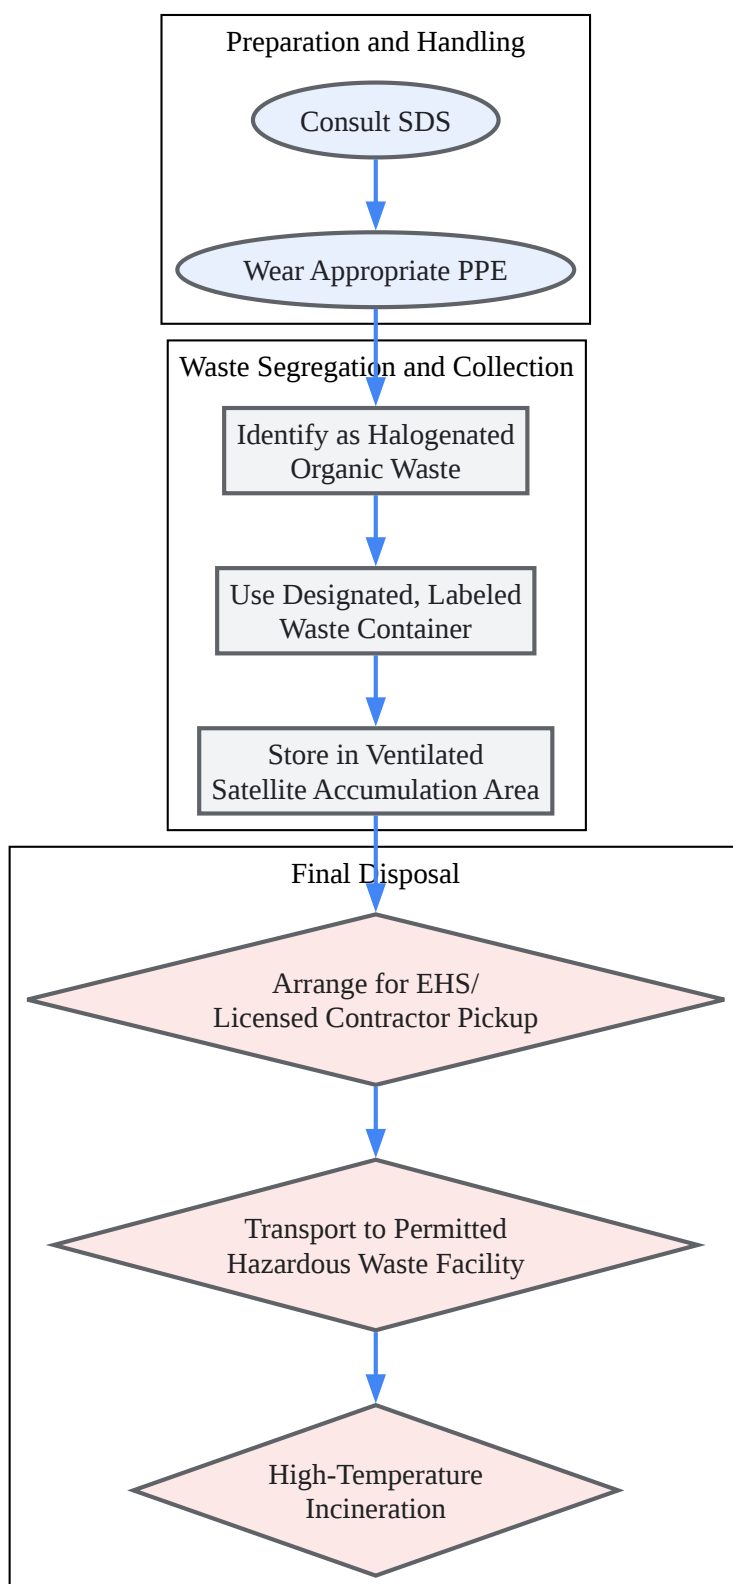 Preparation and Handling
Consult SDS
Wear Appropriate PPE
Waste Segregation and Collection
Identify as Halogenated
Organic Waste
Use Designated, Labeled
Waste Container
Store in Ventilated
Satellite Accumulation Area
Final Disposal
Arrange for EHS/
Licensed Contractor Pickup
Transport to Permitted
Hazardous Waste Facility
High-Temperature
Incineration